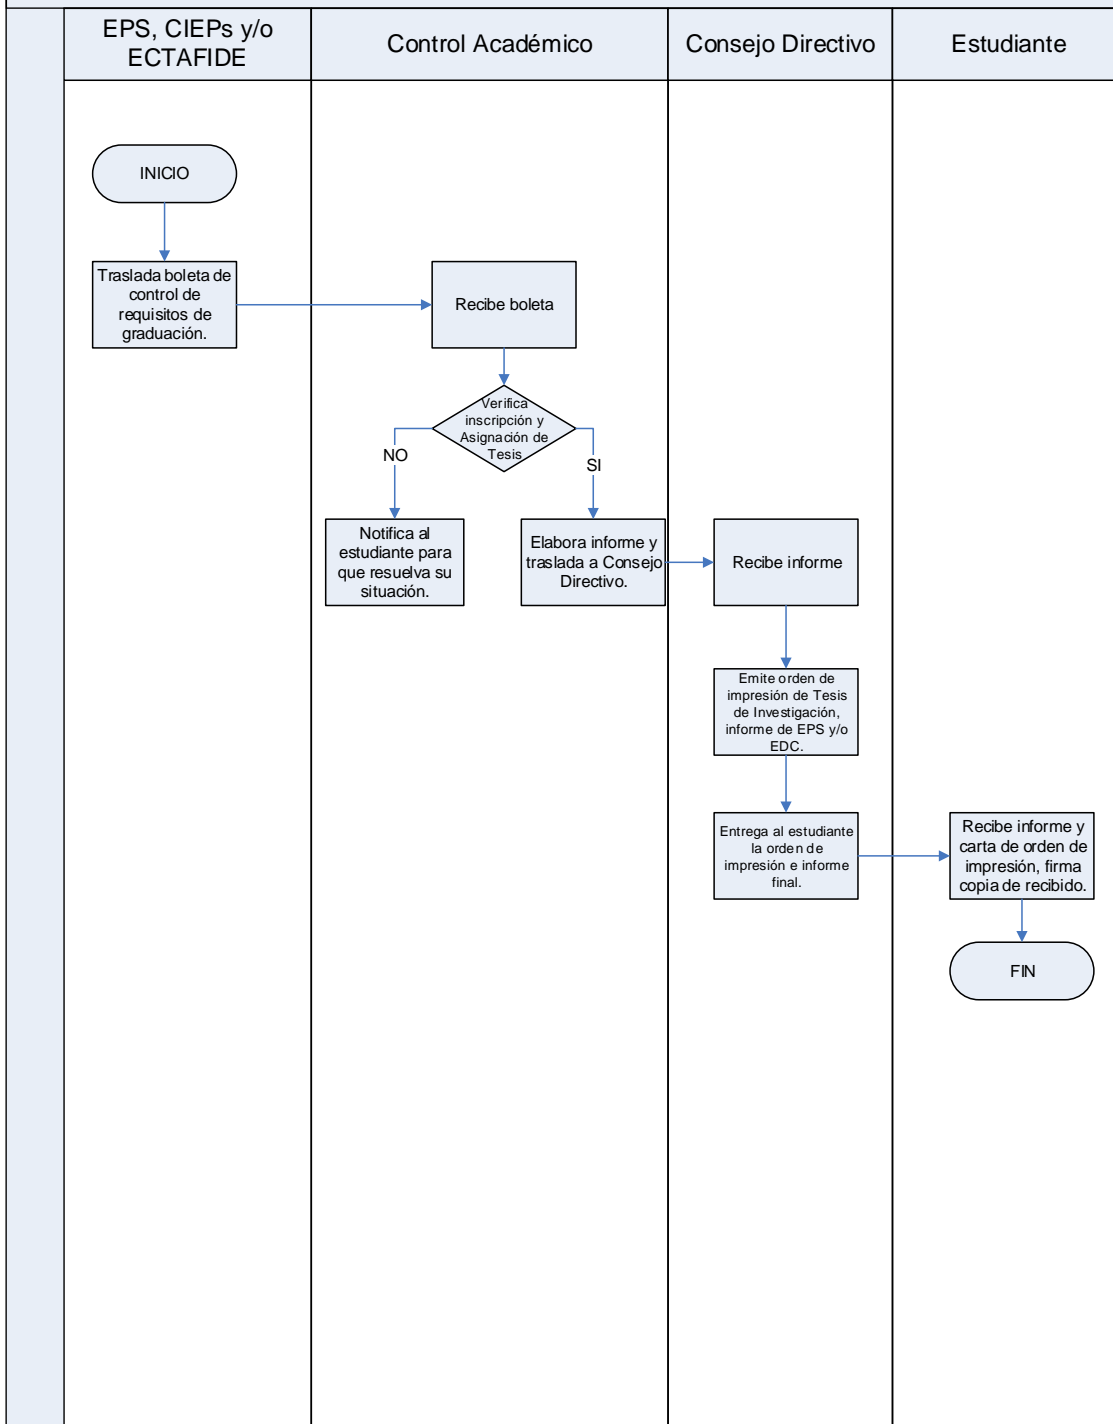 EPS, CIEPs y/o
ECTAFIDE
Control Académico
Consejo Directivo
Estudiante
INICIO
Traslada boleta de
control de
requisitos de
graduación.
Recibe boleta
Verifica
inscripción y
Asignación de
Tesis
NO
SI
Notifica al
estudiante para
que resuelva su
situación.
Elabora informe y
traslada a Consejo
Directivo.
Recibe informe
Emite orden de
impresión de Tesis
de Investigación,
informe de EPS y/o
EDC.
Entrega al estudiante
la orden de
impresión e informe
final.
Recibe informe y
carta de orden de
impresión, firma
copia de recibido.
FIN